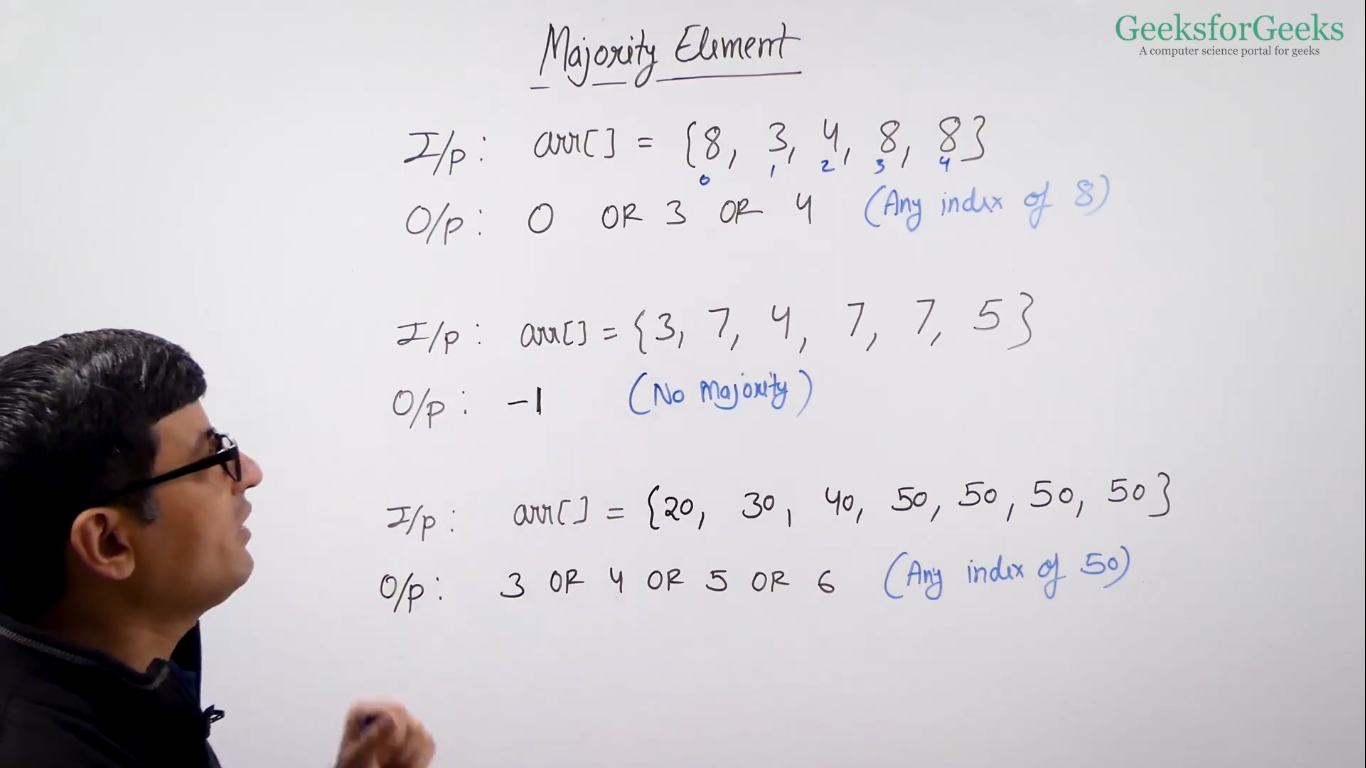 GeeksforGeeks
A computer science portal for geeks
Majority Element
I/p: arr[] = {8, 3, 4, 8, 8}
0 1 2 3 4
O/p: 0 OR 3 OR 4 (Any index of 8)
I/p: arr[] = {3, 7, 4, 7, 7, 5}
O/p: -1 (No Majority)
I/p: arr[] = {20, 30, 40, 50, 50, 50, 50}
O/p: 3 OR 4 OR 5 OR 6 (Any index of 50)